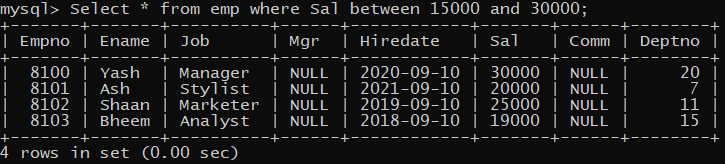 mysql> Select * from emp where Sal between 15000 and 30000;
+-------+-------+----------+------+------------+-------+------+--------+
| Empno | Ename | Job      | Mgr  | Hiredate   | Sal   | Comm | Deptno |
+-------+-------+----------+------+------------+-------+------+--------+
|  8100 | Yash  | Manager  | NULL | 2020-09-10 | 30000 | NULL |     20 |
|  8101 | Ash   | Stylist  | NULL | 2021-09-10 | 20000 | NULL |      7 |
|  8102 | Shaan | Marketer | NULL | 2019-09-10 | 25000 | NULL |     11 |
|  8103 | Bheem | Analyst  | NULL | 2018-09-10 | 19000 | NULL |     15 |
+-------+-------+----------+------+------------+-------+------+--------+
4 rows in set (0.00 sec)